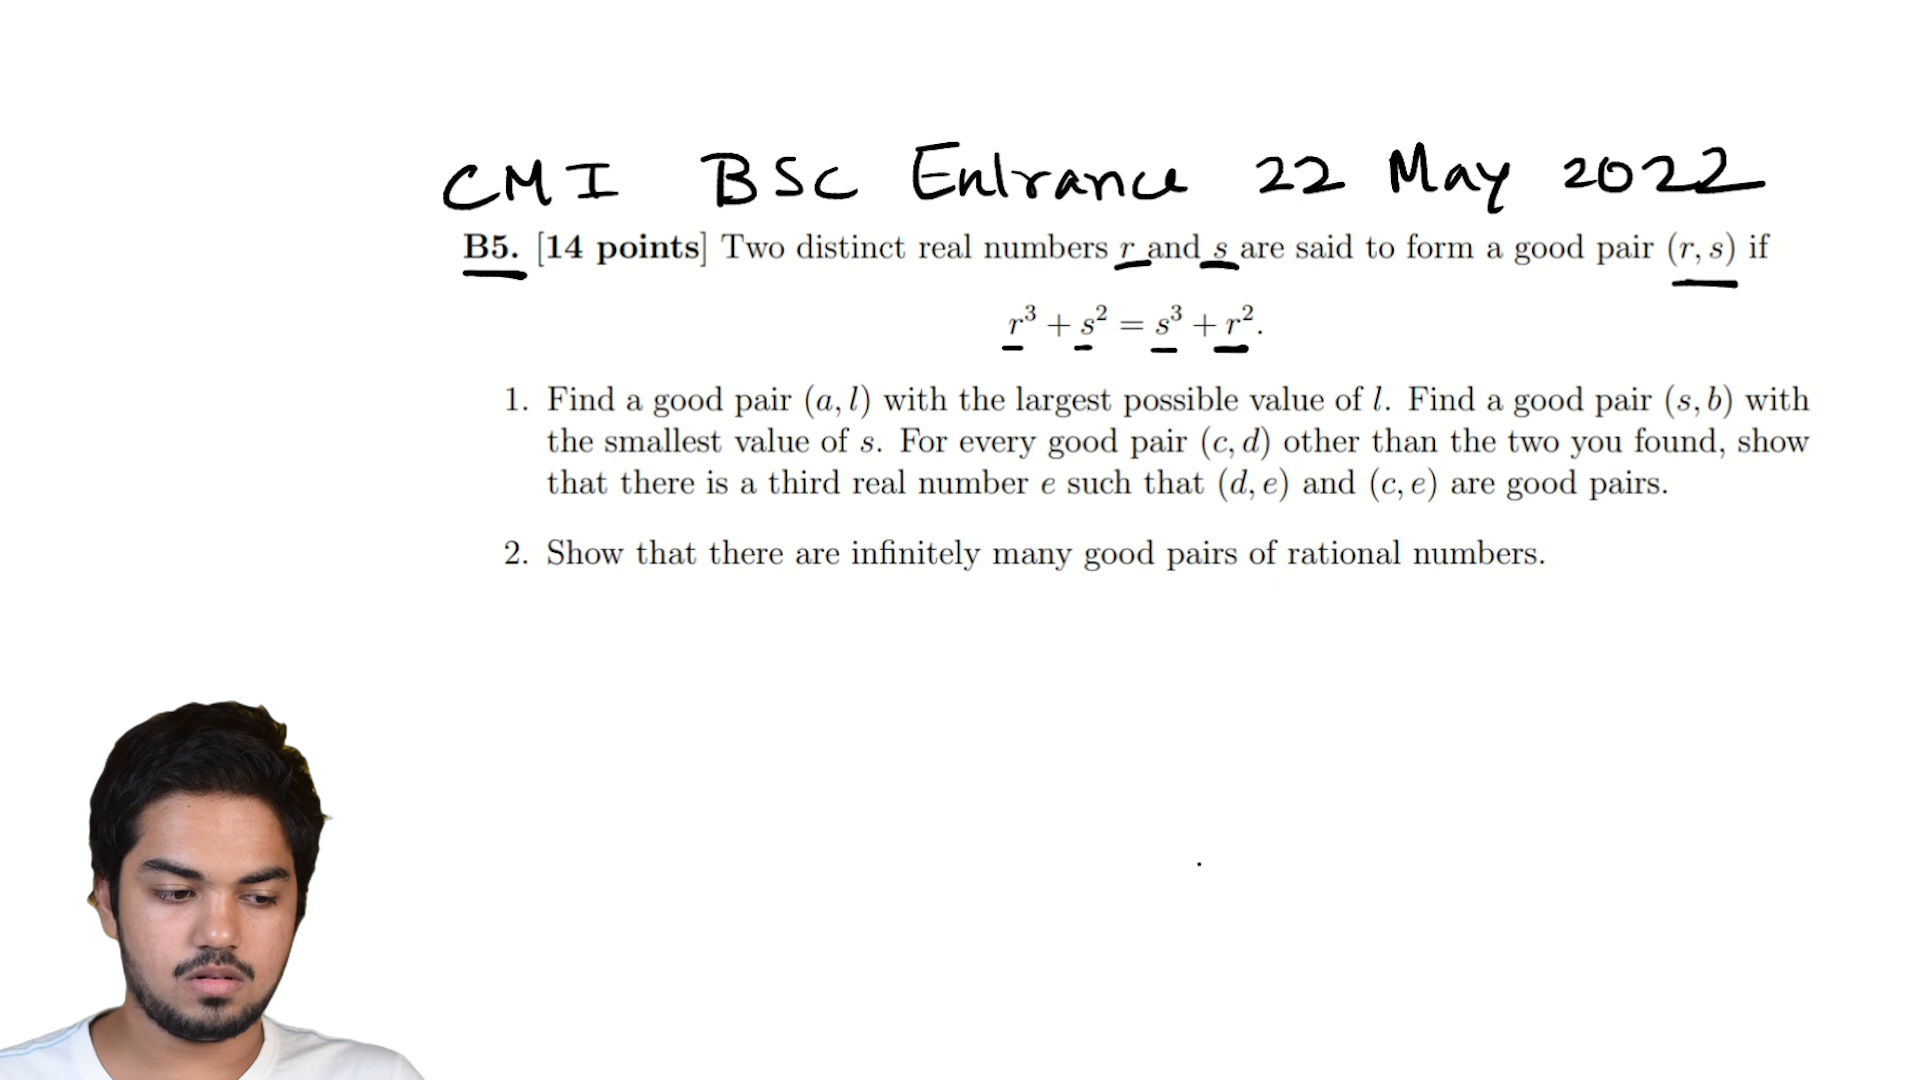 CMI BSc Entrance 22 May 2022
B5. [14 points] Two distinct real numbers r and s are said to form a good pair (r, s) if
r³ + s² = s³ + r².
1. Find a good pair (a, l) with the largest possible value of l. Find a good pair (s, b) with
the smallest value of s. For every good pair (c, d) other than the two you found, show
that there is a third real number e such that (d, e) and (c, e) are good pairs.
2. Show that there are infinitely many good pairs of rational numbers.